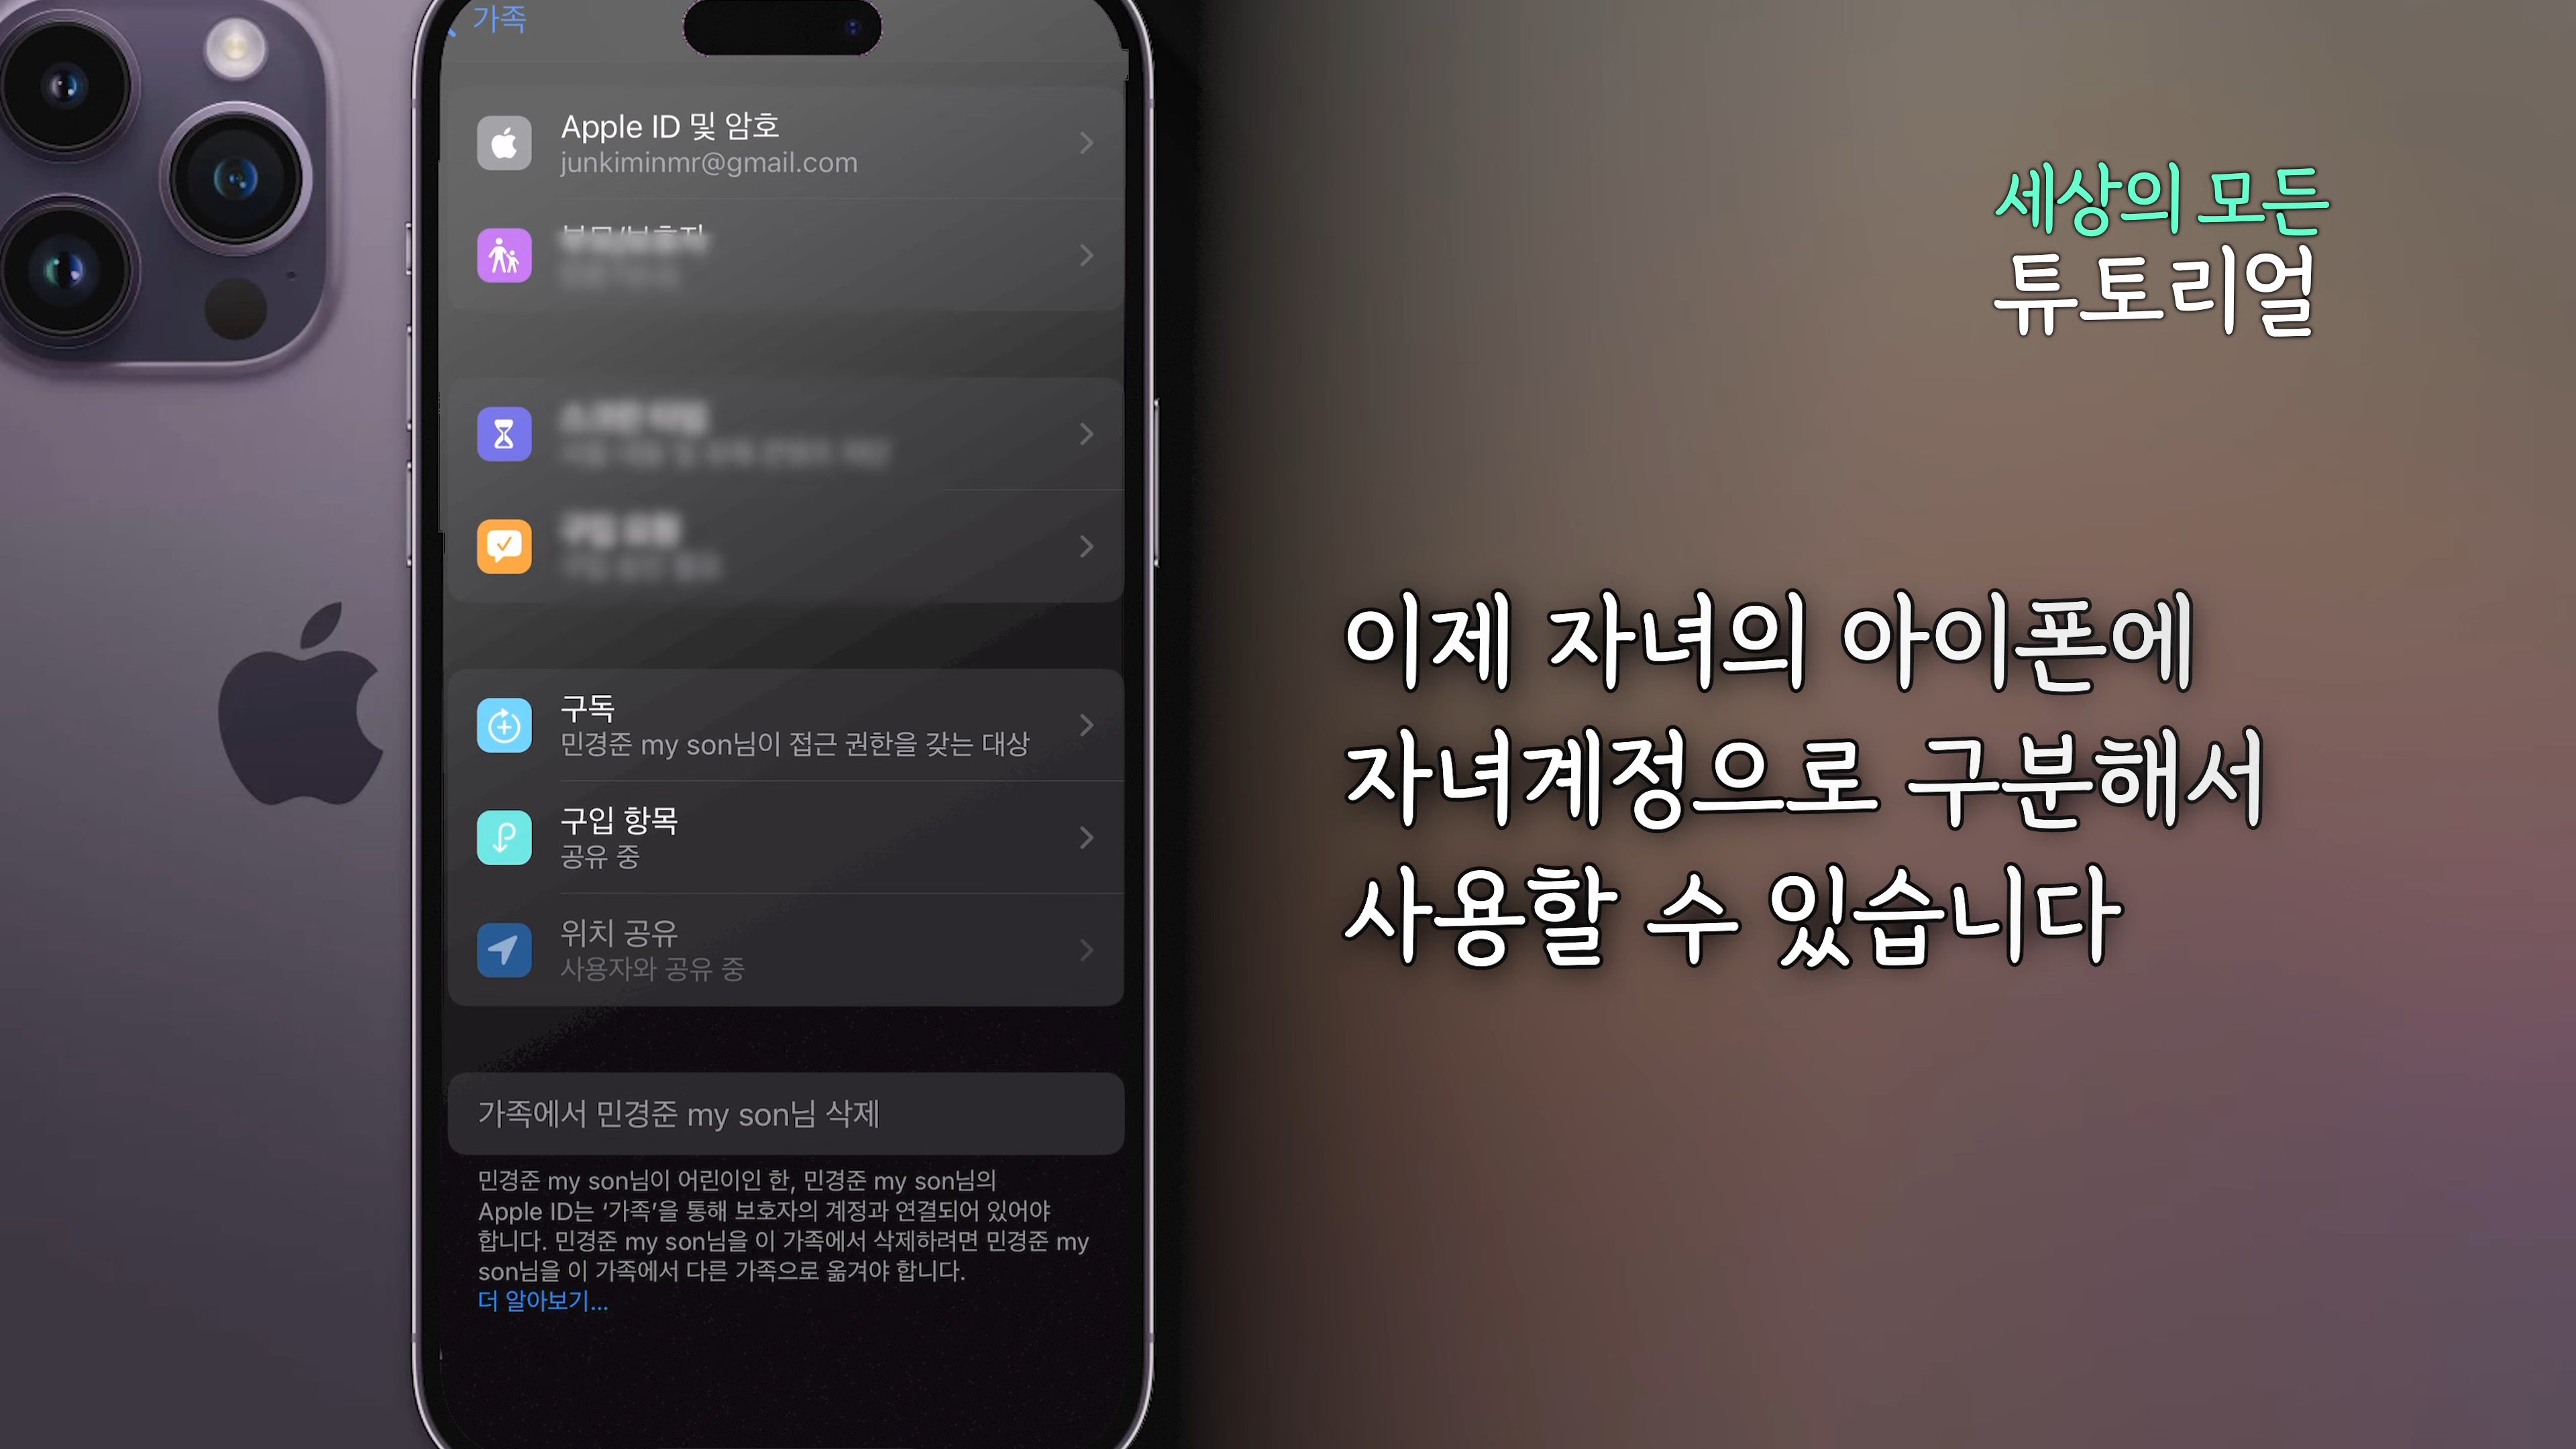 가족
Apple ID 및 암호
junkiminmr@gmail.com
구독
민경준 my son님이 접근 권한을 갖는 대상
구입 항목
공유 중
위치 공유
사용자와 공유 중
가족에서 민경준 my son님 삭제
민경준 my son님이 어린이인 한, 민경준 my son님의
Apple ID는 ‘가족’을 통해 보호자의 계정과 연결되어 있어야
합니다. 민경준 my son님을 이 가족에서 삭제하려면 민경준 my
son님을 이 가족에서 다른 가족으로 옮겨야 합니다.
더 알아보기...
세상의 모든
튜토리얼
이제 자녀의 아이폰에
자녀계정으로 구분해서
사용할 수 있습니다